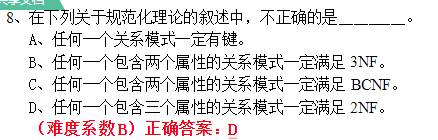 8、在下列关于规范化理论的叙述中，不正确的是________。
A、任何一个关系模式一定有键。
B、任何一个包含两个属性的关系模式一定满足 3NF。
C、任何一个包含两个属性的关系模式一定满足 BCNF。
D、任何一个包含三个属性的关系模式一定满足 2NF。
（难度系数 B）正确答案：D